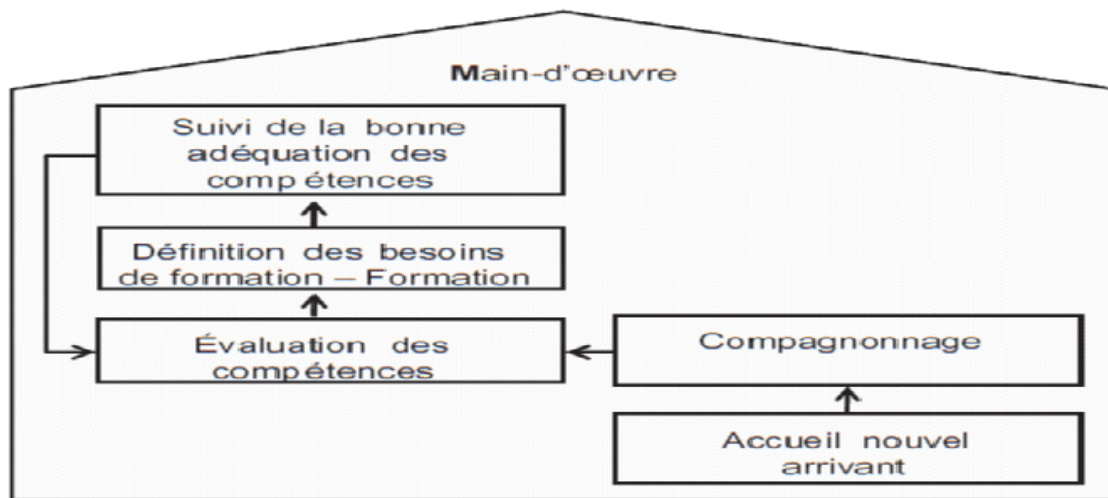 Main-d'œuvre
Suivi de la bonne
adéquation des
compétences
Définition des besoins
de formation – Formation
Évaluation des
compétences
Compagnonnage
Accueil nouvel
arrivant